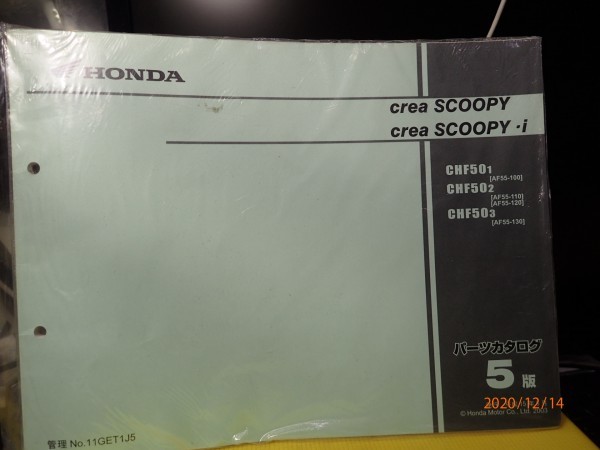 HONDA
crea SCOOPY
crea SCOOPY・i
CHF501
[AF55-100]
CHF502
[AF55-110]
[AF55-120]
CHF503
[AF55-130]
パーツカタログ
5版
2020/12/14
© Honda Motor Co., Ltd. 2003
管理 No.11GET1J5